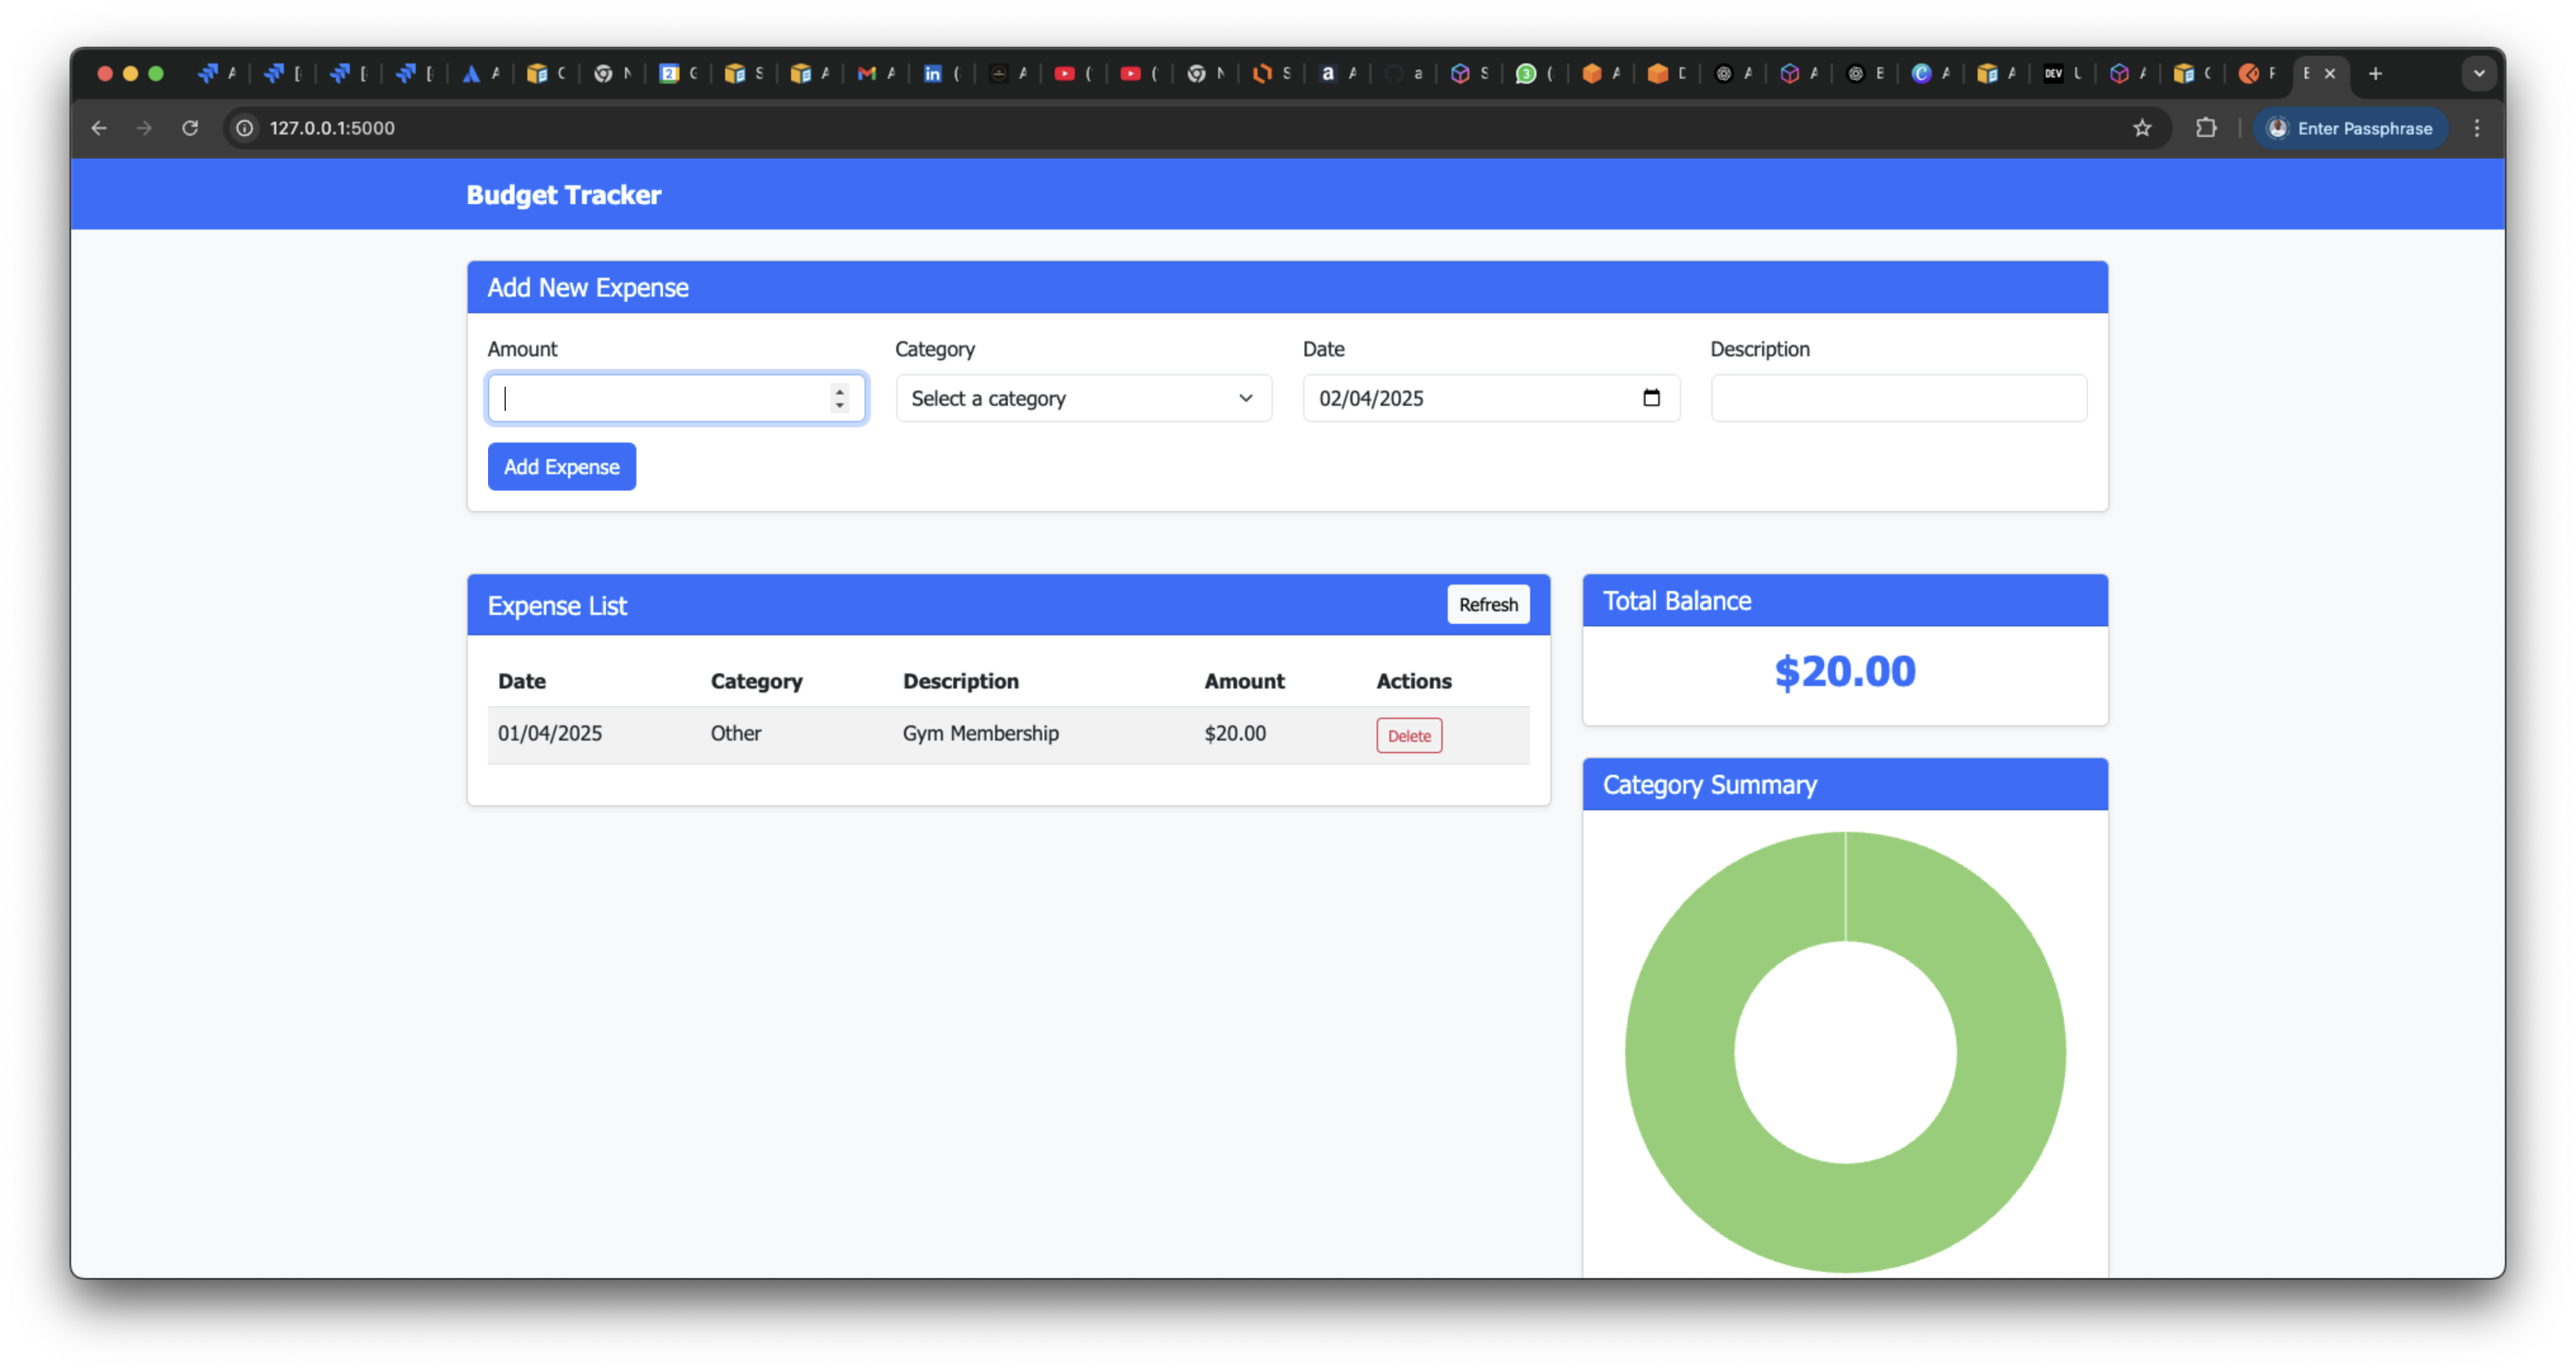 127.0.0.1:5000
Enter Passphrase
Budget Tracker
Add New Expense
Amount Category Date Description
Select a category 02/04/2025
Add Expense
Expense List Refresh
Date Category Description Amount Actions
01/04/2025 Other Gym Membership $20.00 Delete
Total Balance
$20.00
Category Summary